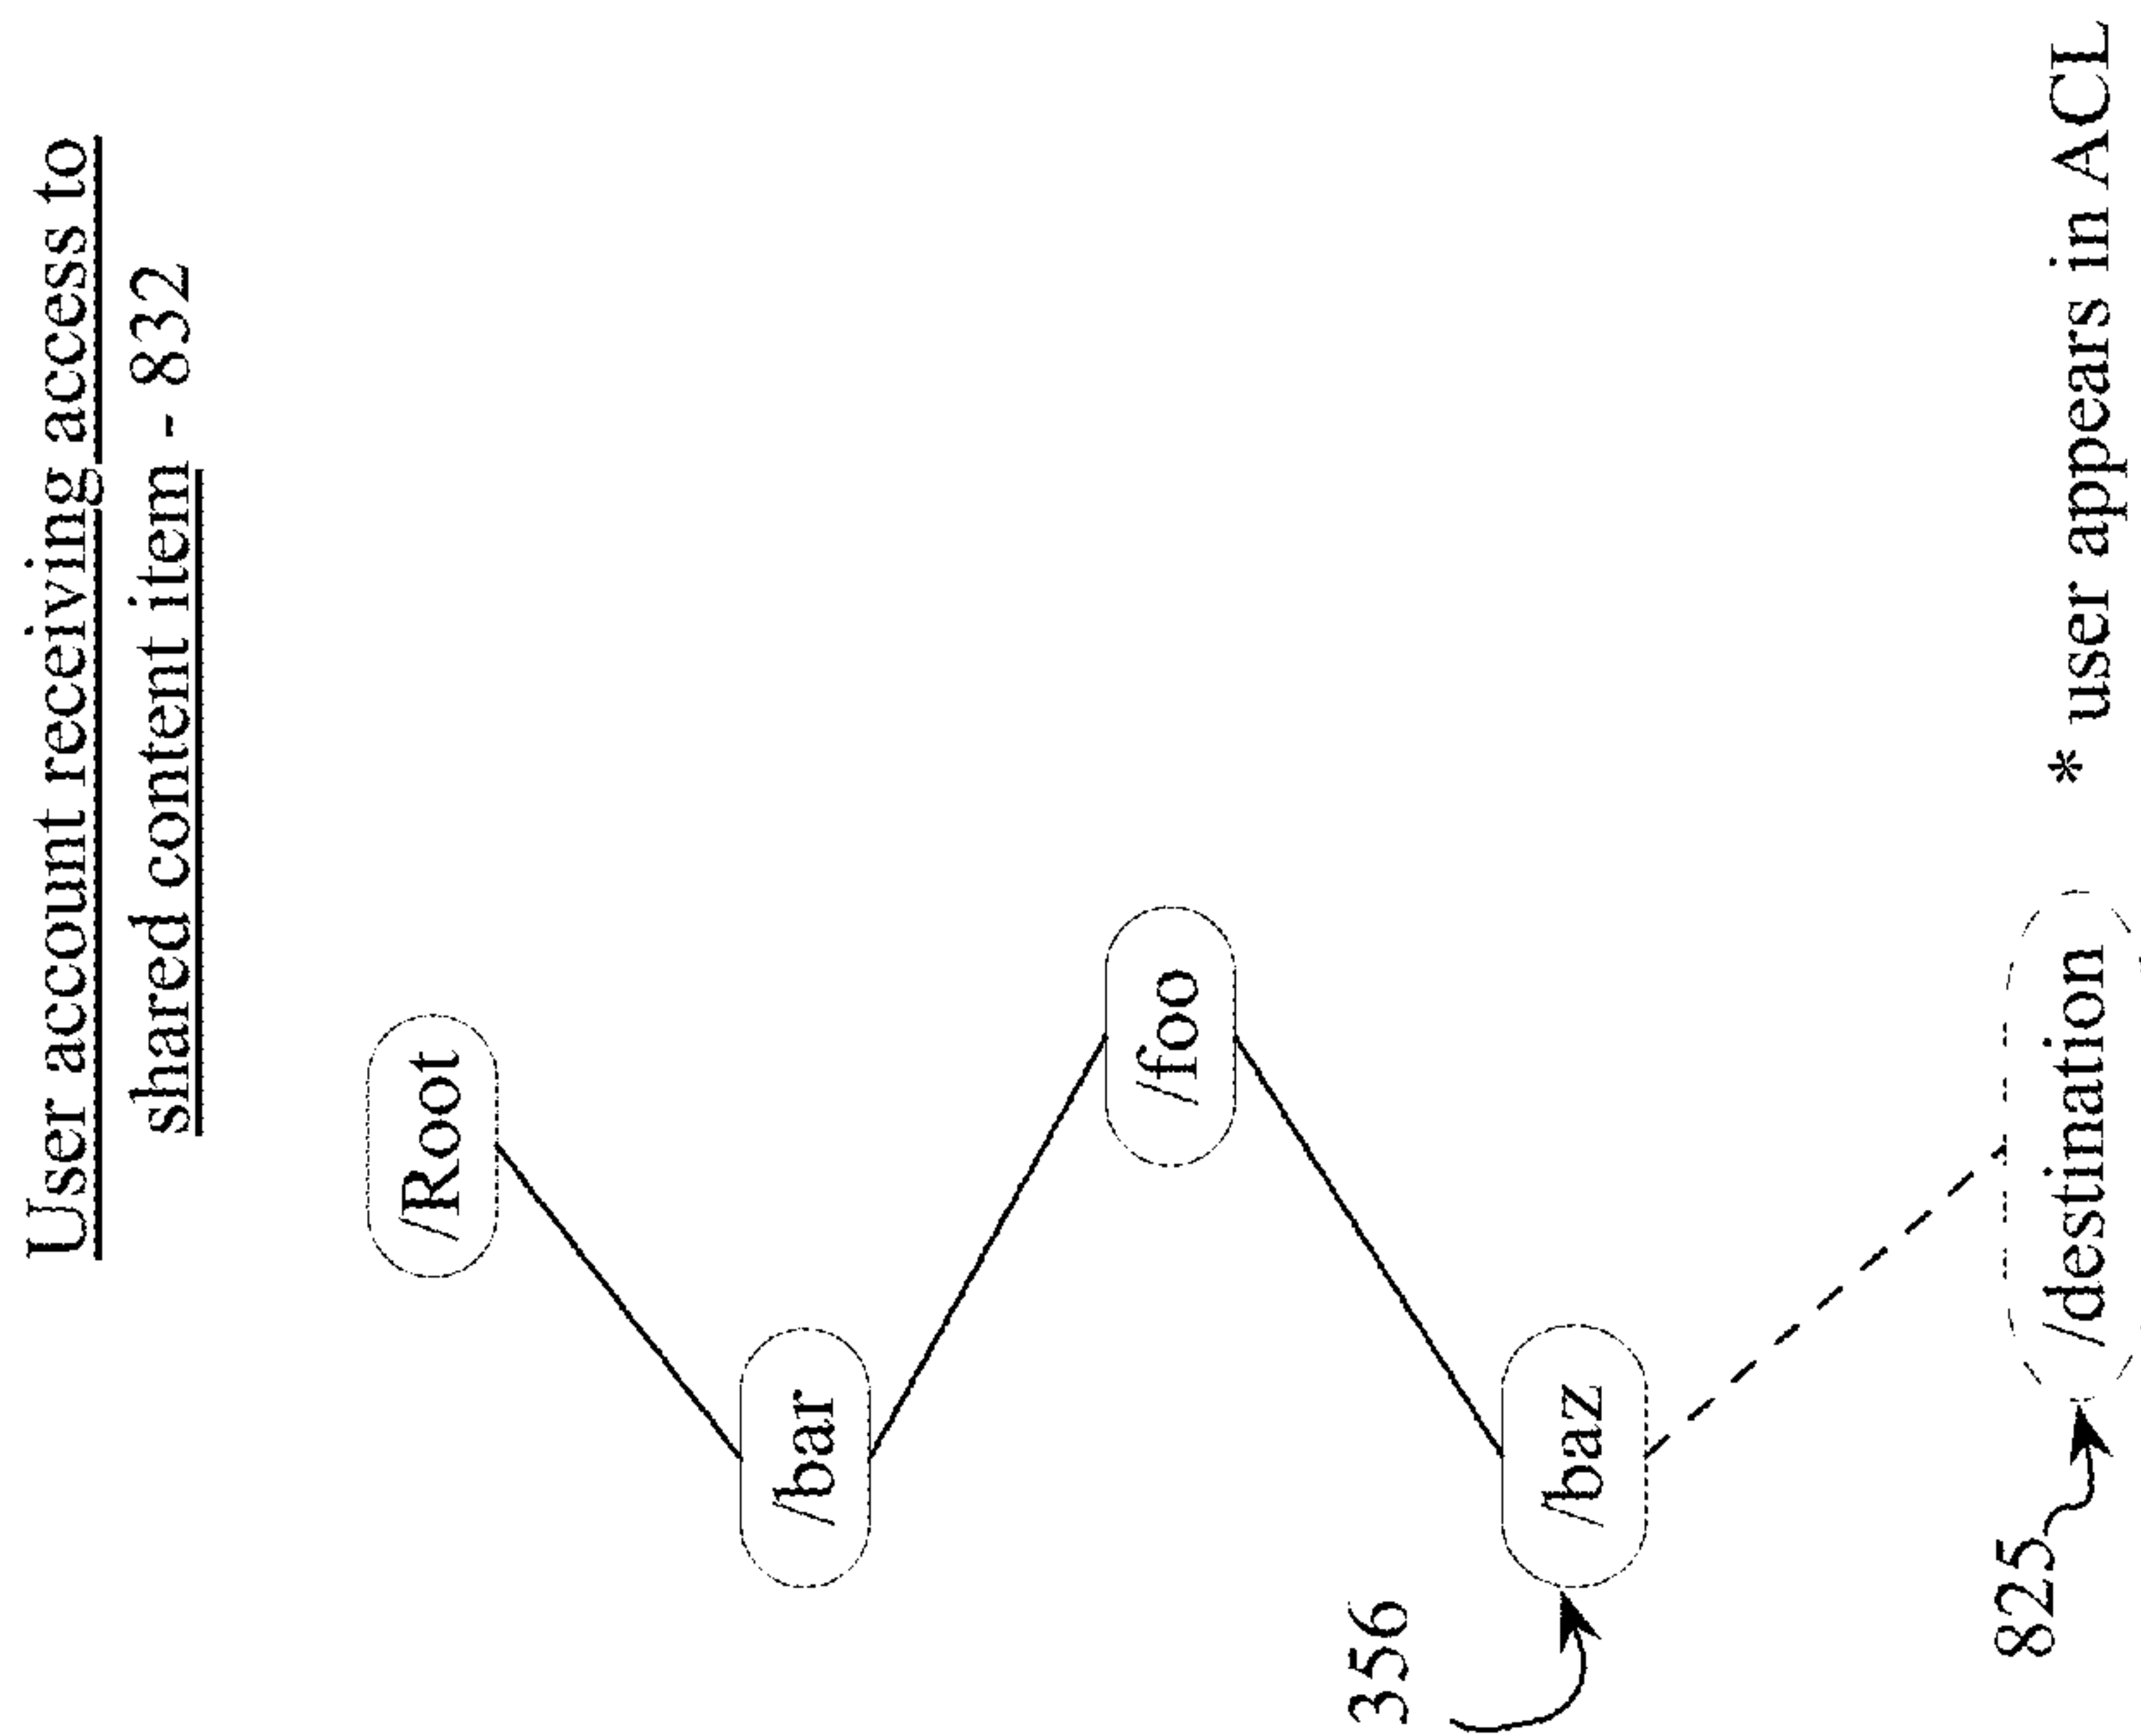 User account receiving access to
shared content item - 832
/Root
/bar
/foo
356
/baz
825
/destination
* user appears in ACL